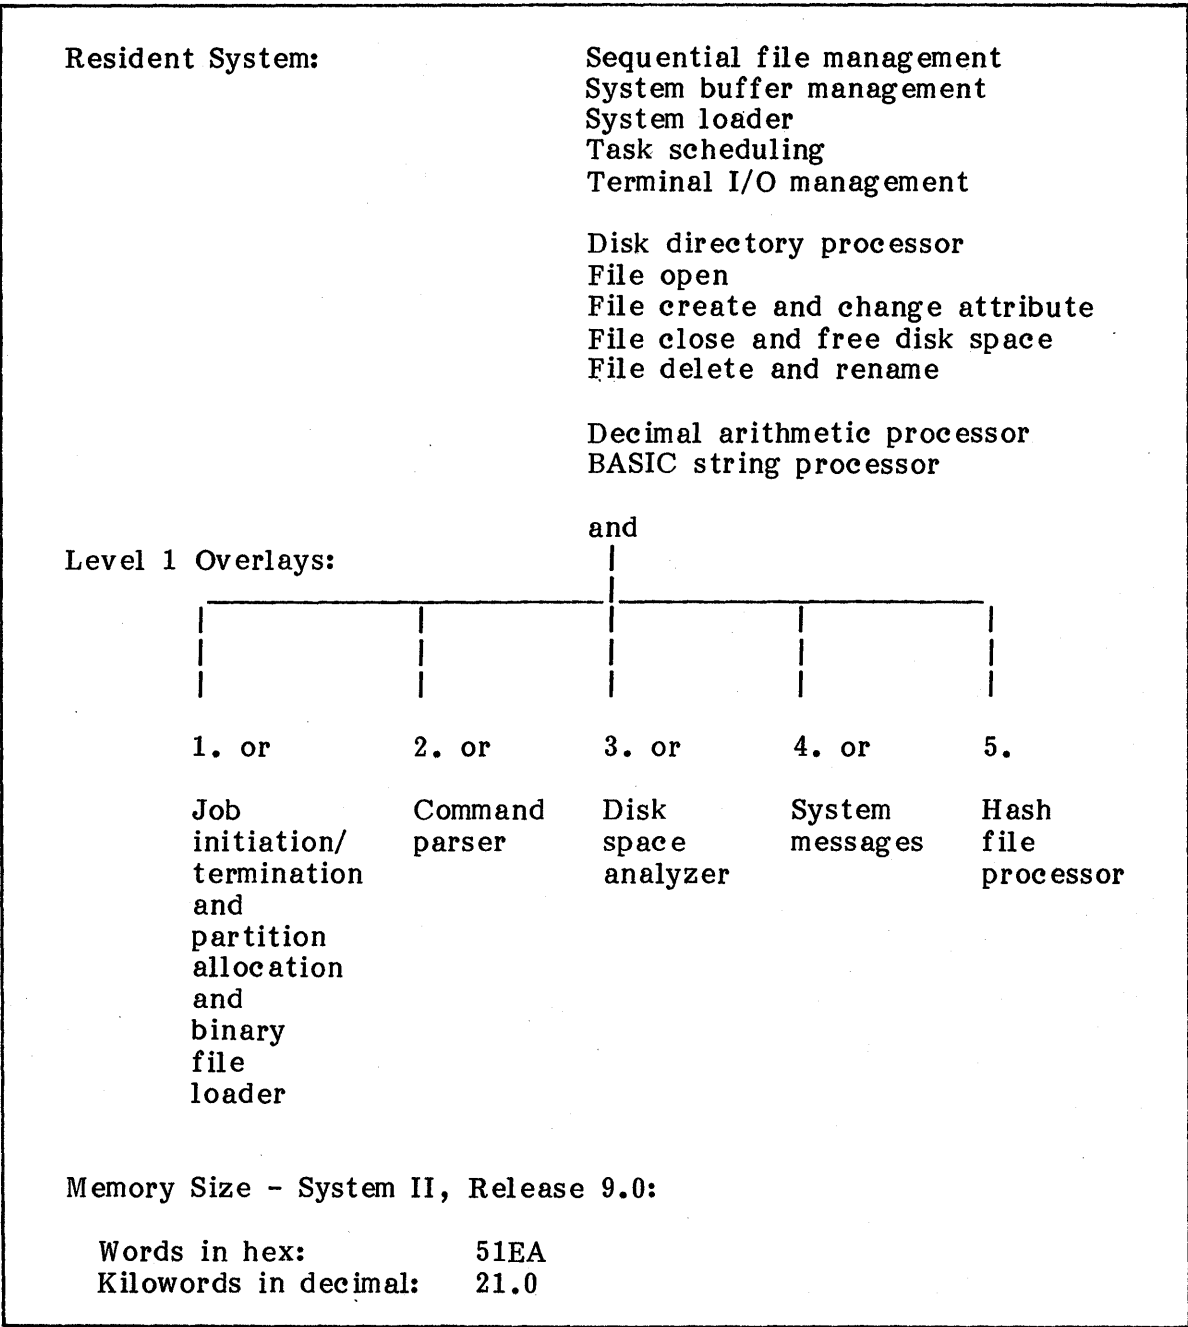 Resident System: Sequential file management
System buffer management
System loader
Task scheduling
Terminal I/O management
Disk directory processor
File open
File create and change attribute
File close and free disk space
File delete and rename
Decimal arithmetic processor
BASIC string processor
and
Level 1 Overlays:
1. or 2. or 3. or 4. or 5.
Job Command Disk System Hash
initiation/ parser space messages file
termination analyzer processor
and
partition
allocation
and
binary
file
loader
Memory Size - System II, Release 9.0:
Words in hex: 51EA
Kilowords in decimal: 21.0